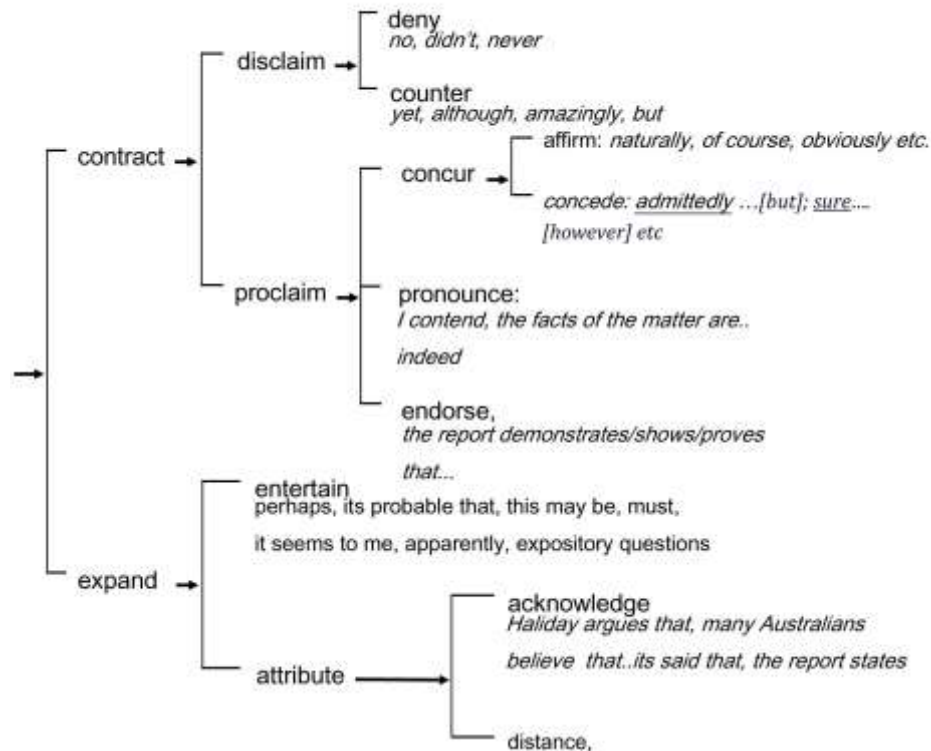 deny
no, didn't, never
disclaim
counter
yet, although, amazingly, but
contract
affirm: naturally, of course, obviously etc.
concur
concede: admittedly ...[but]; sure....
[however] etc
proclaim
pronounce:
I contend, the facts of the matter are..
indeed
endorse,
the report demonstrates/shows/proves
that...
entertain
perhaps, its probable that, this may be, must,
it seems to me, apparently, expository questions
expand
acknowledge
Haliday argues that, many Australians
believe that..its said that, the report states
attribute
distance,